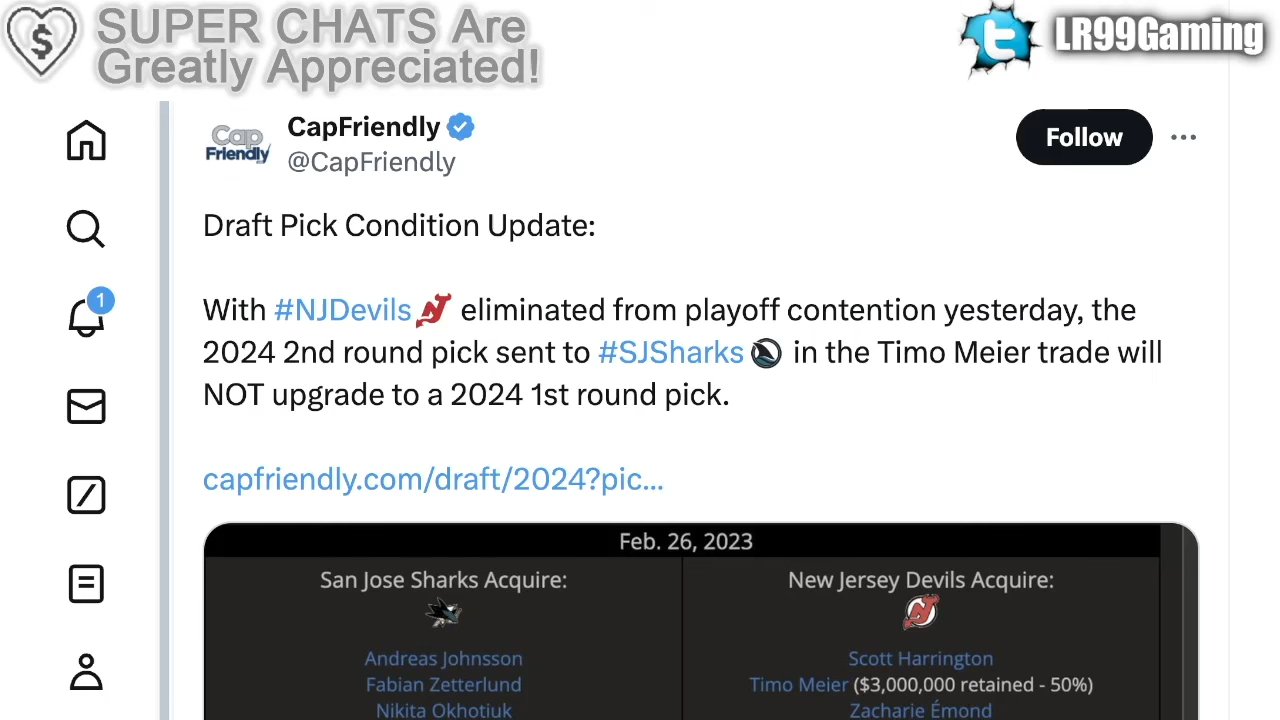 SUPER CHATS Are
Greatly Appreciated!
LR99Gaming
Cap
Friendly
CapFriendly
@CapFriendly
Follow
Draft Pick Condition Update:
1
With #NJDevils eliminated from playoff contention yesterday, the
2024 2nd round pick sent to #SJSharks in the Timo Meier trade will
NOT upgrade to a 2024 1st round pick.
capfriendly.com/draft/2024?pic...
Feb. 26, 2023
San Jose Sharks Acquire:
New Jersey Devils Acquire:
Andreas Johnsson
Scott Harrington
Fabian Zetterlund
Timo Meier ($3,000,000 retained - 50%)
Nikita Okhotiuk
Zacharie Émond